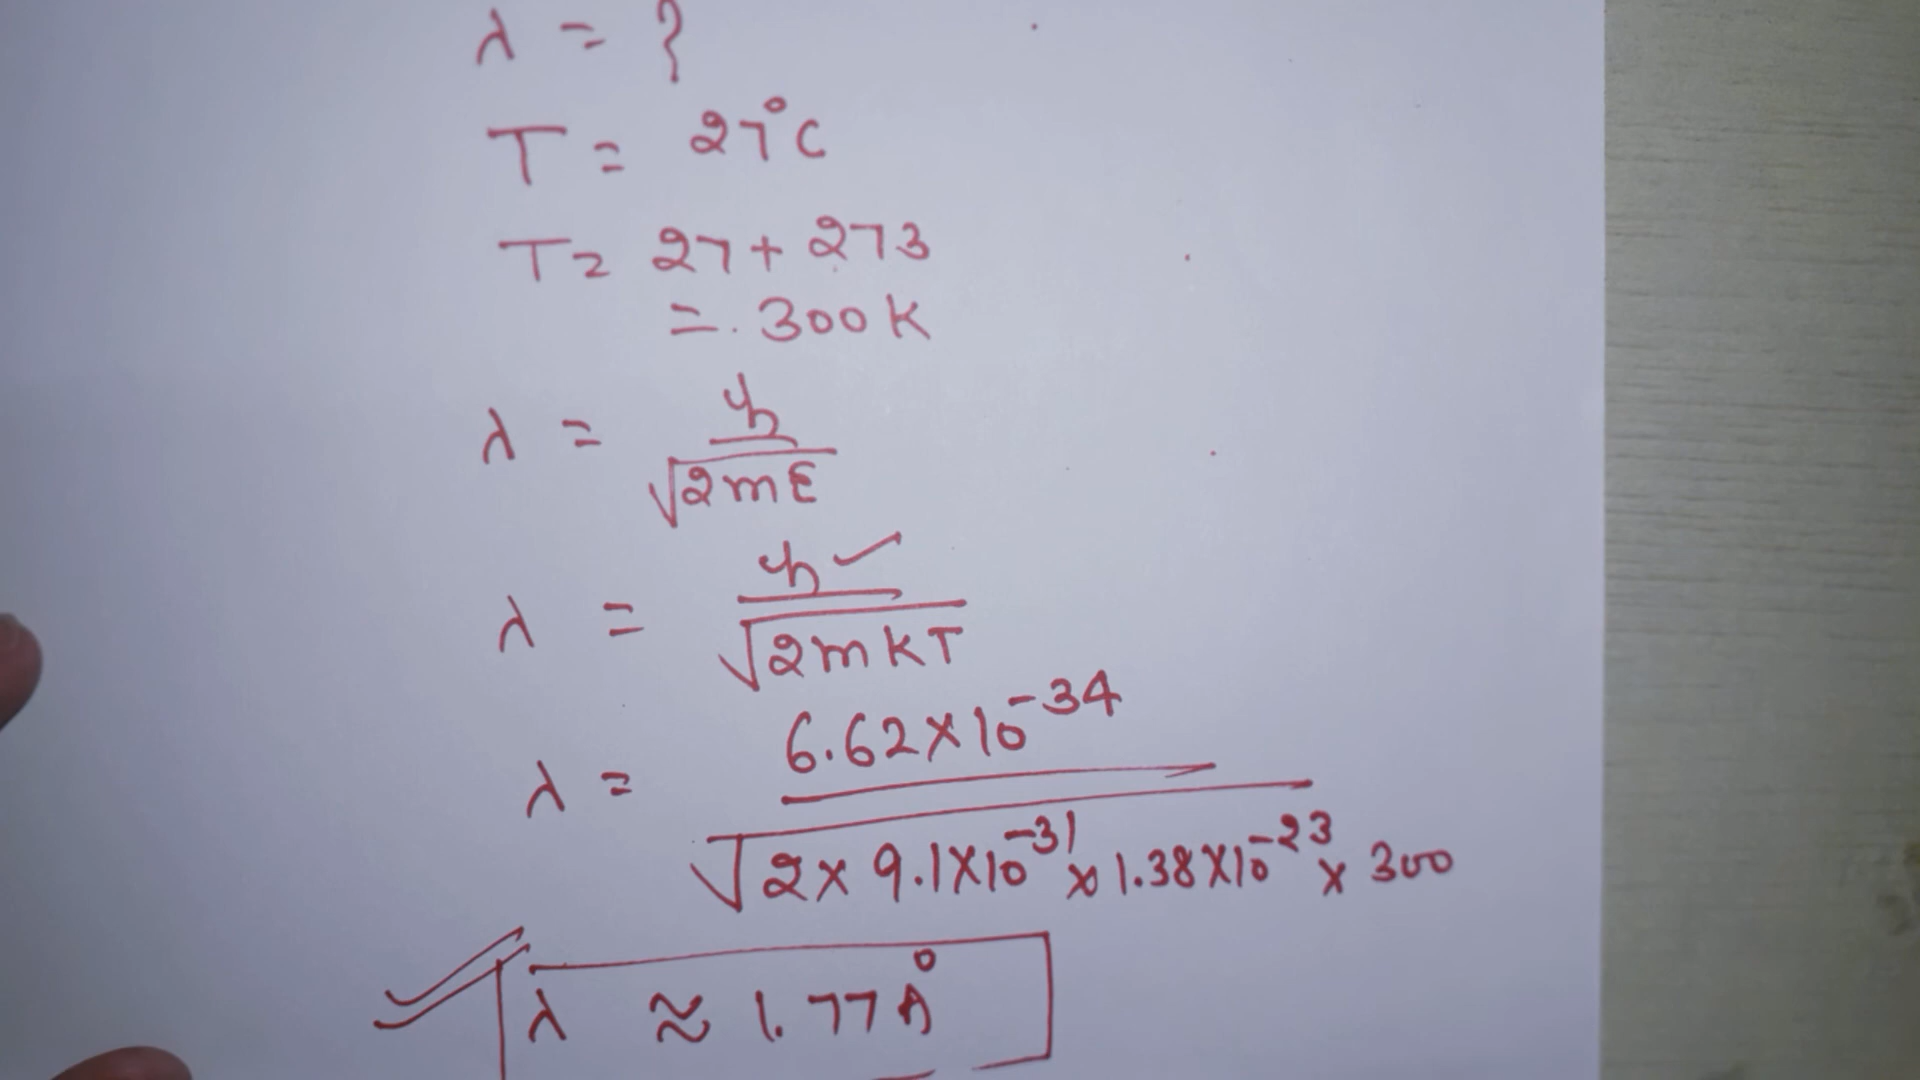 λ = ?
T = 27°C
T = 27 + 273
= 300 K
λ = h / √2mE
λ = h / √2mKT
λ = 6.62×10⁻³⁴ / √2×9.1×10⁻³¹×1.38×10⁻²³×300
λ ≈ 1.77 Å